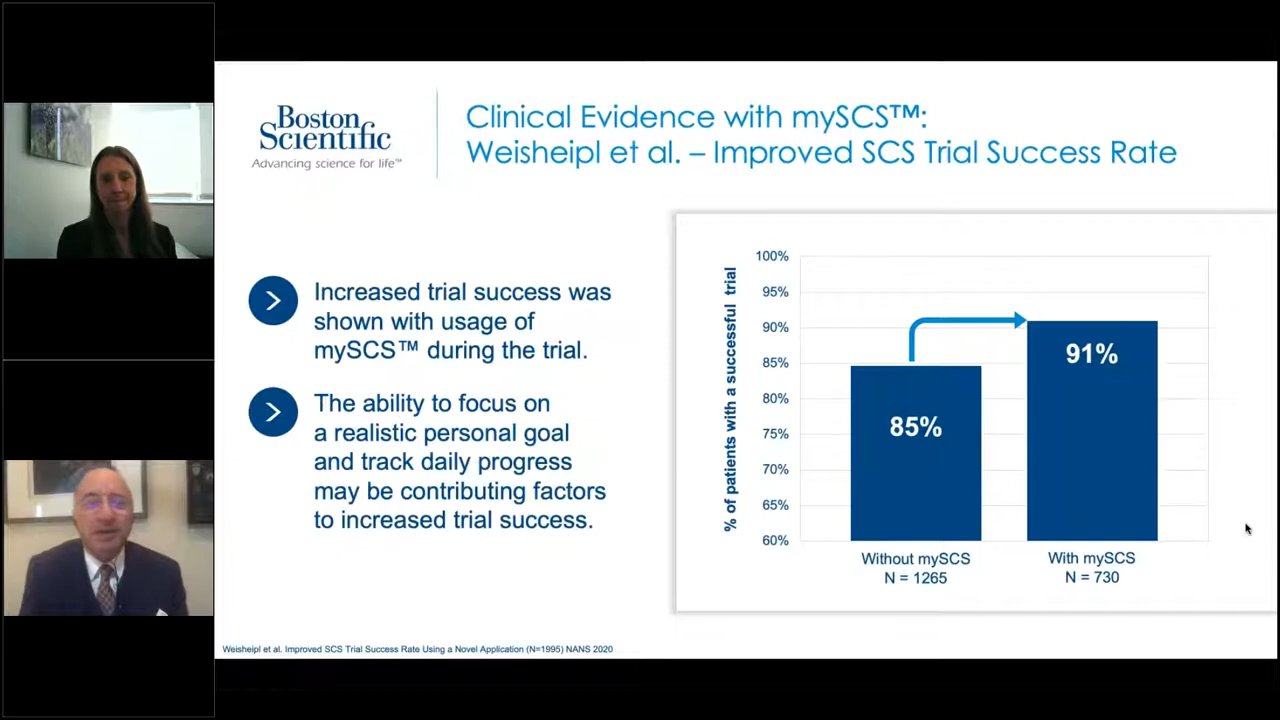 Boston
Scientific
Advancing science for life™
Clinical Evidence with mySCS™:
Weisheipl et al. – Improved SCS Trial Success Rate
Increased trial success was
shown with usage of
mySCS™ during the trial.
The ability to focus on
a realistic personal goal
and track daily progress
may be contributing factors
to increased trial success.
% of patients with a successful trial
100%
95%
90%
85%
80%
75%
70%
65%
60%
85%
91%
Without mySCS
N = 1265
With mySCS
N = 730
Weisheipl et al. Improved SCS Trial Success Rate Using a Novel Application (N=1995) NANS 2020